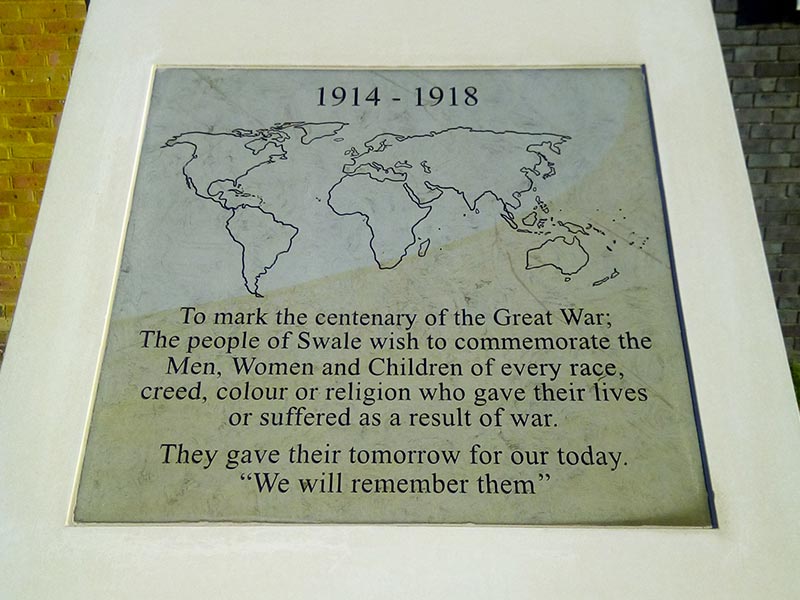 1914 - 1918
To mark the centenary of the Great War;
The people of Swale wish to commemorate the
Men, Women and Children of every race,
creed, colour or religion who gave their lives
or suffered as a result of war.
They gave their tomorrow for our today.
“We will remember them”